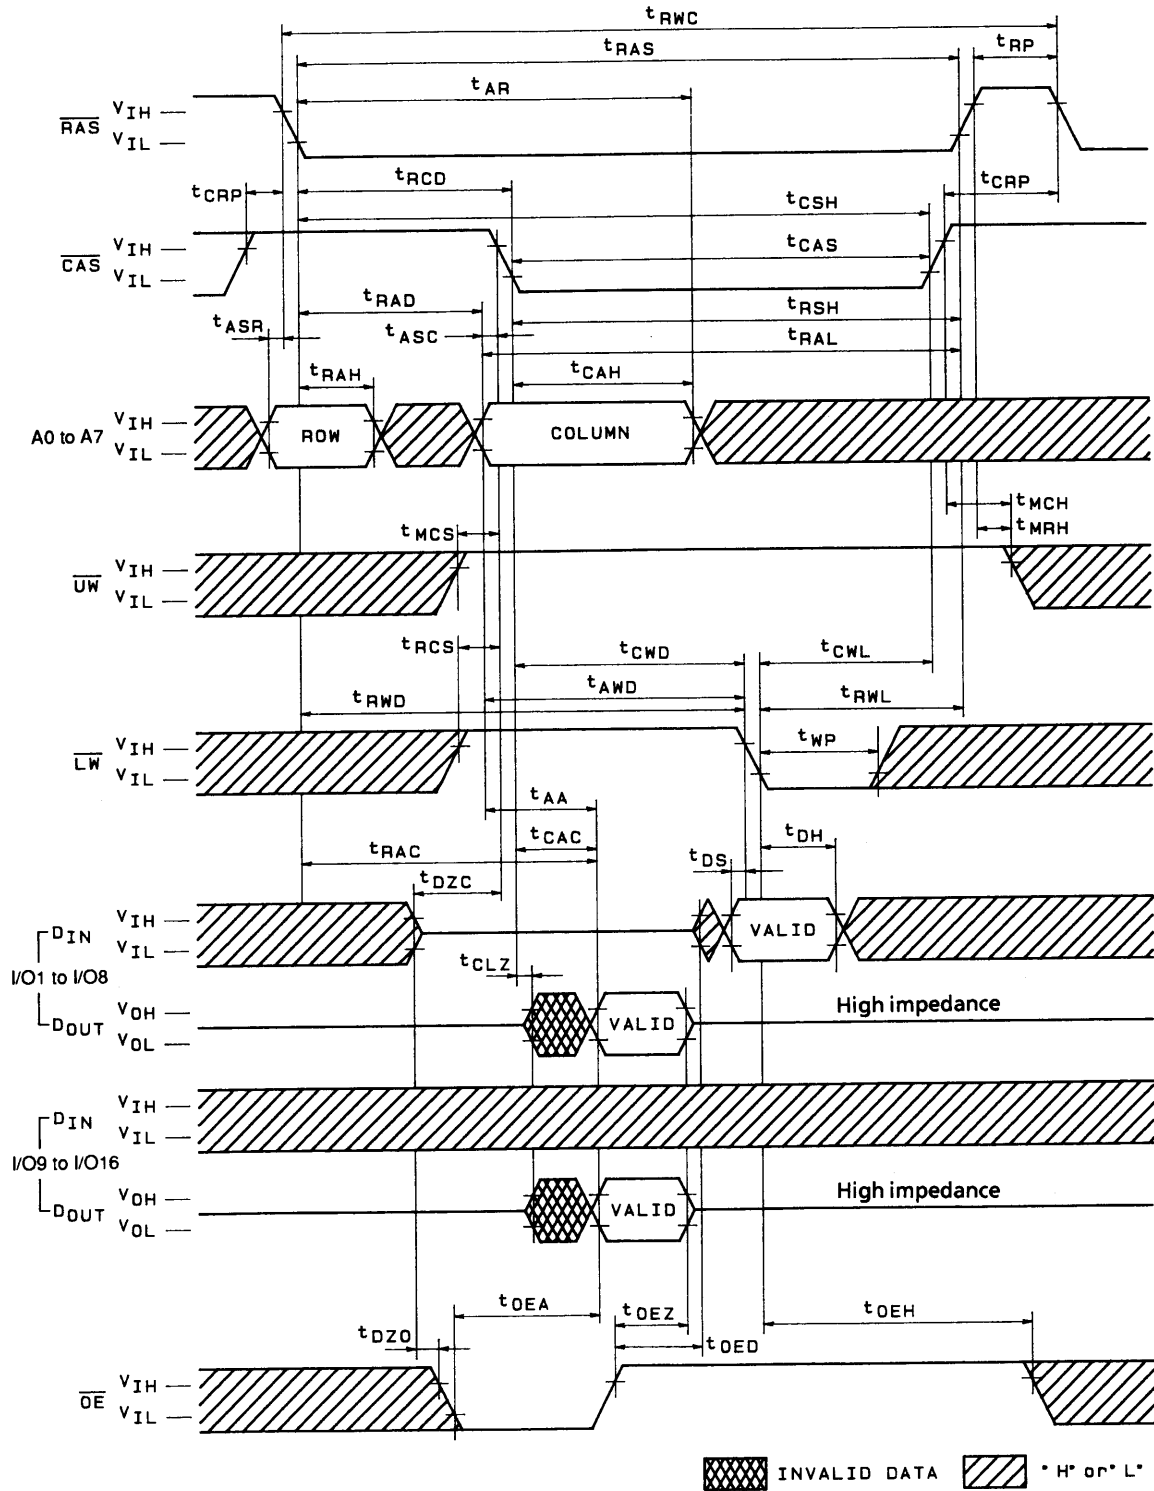 tRWC
tRAS
tRP
tAR
RAS
VIH
VIL
tCRP
tRCD
tCRP
tCSH
CAS
VIH
VIL
tCAS
tRAD
tRSH
tASR
tASC
tRAL
tRAH
tCAH
A0 to A7
VIH
VIL
ROW
COLUMN
tMCH
tMCS
tMRH
UW
VIH
VIL
tRCS
tCWD
tCWL
tAWD
tRWD
tRWL
LW
VIH
VIL
tWP
tAA
tCAC
tDH
tRAC
tDS
tDZC
DIN
VIH
VIL
VALID
I/O1 to I/O8
tCLZ
DOUT
VOH
VOL
VALID
High impedance
DIN
VIH
VIL
I/O9 to I/O16
DOUT
VOH
VOL
VALID
High impedance
tOEA
tOEZ
tOEH
tDZO
tOED
OE
VIH
VIL
INVALID DATA
"H" or "L"